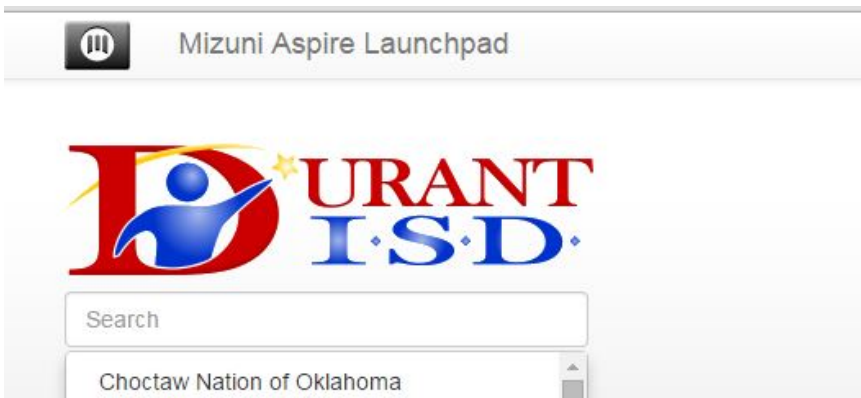 Mizuni Aspire Launchpad
DURANT
I·S·D·
Search
Choctaw Nation of Oklahoma